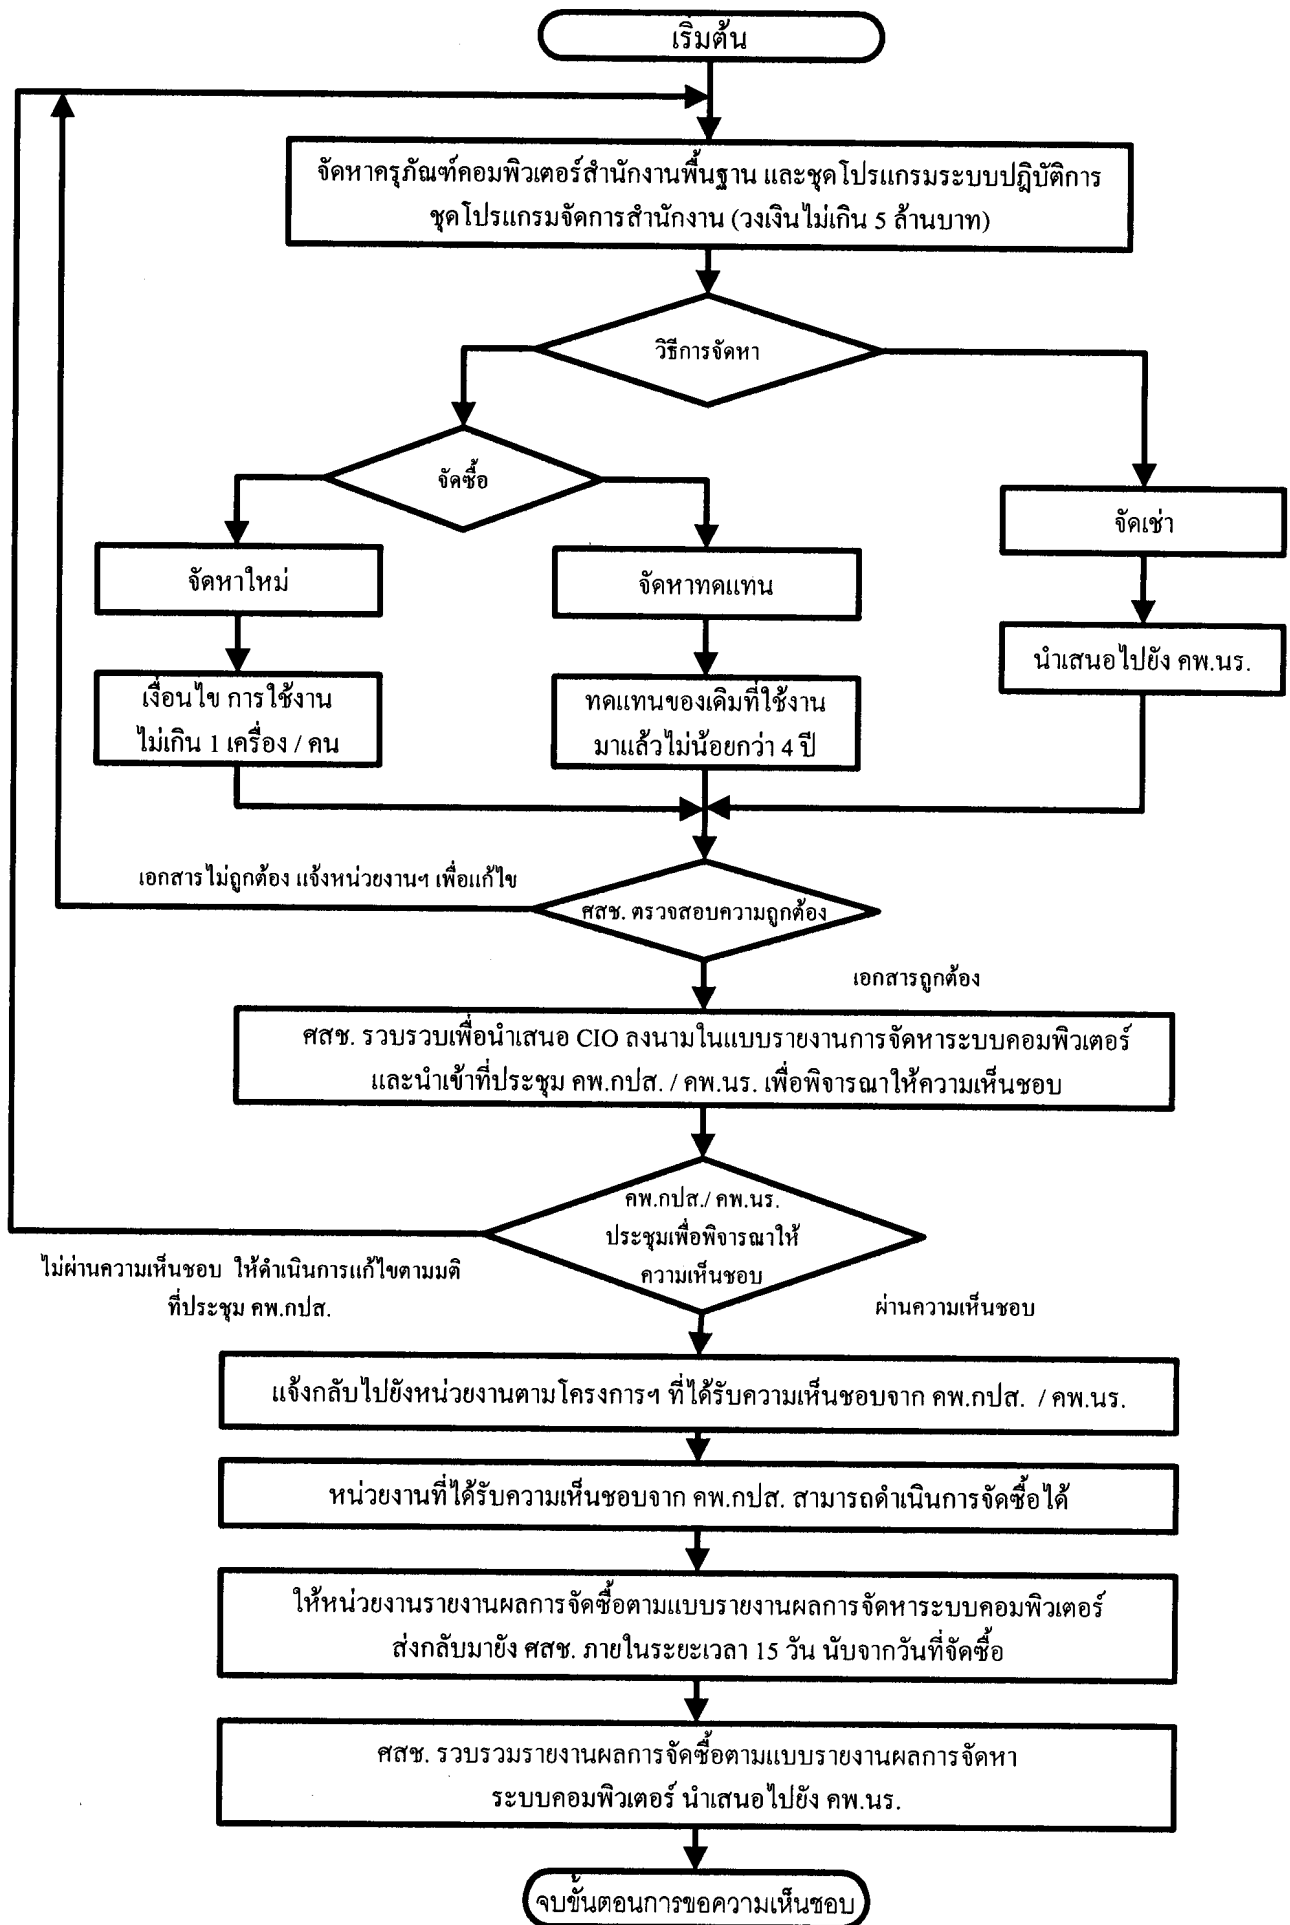 เริ่มต้น
จัดหาครุภัณฑ์คอมพิวเตอร์สำนักงานพื้นฐาน และชุดโปรแกรมระบบปฏิบัติการ
ชุดโปรแกรมจัดการสำนักงาน (วงเงินไม่เกิน 5 ล้านบาท)
วิธีการจัดหา
จัดซื้อ
จัดเช่า
จัดหาใหม่
จัดหาทดแทน
นำเสนอไปยัง คพ.นร.
เงื่อนไข การใช้งาน
ไม่เกิน 1 เครื่อง / คน
ทดแทนของเดิมที่ใช้งาน
มาแล้วไม่น้อยกว่า 4 ปี
เอกสารไม่ถูกต้อง แจ้งหน่วยงานฯ เพื่อแก้ไข
ศสช. ตรวจสอบความถูกต้อง
เอกสารถูกต้อง
ศสช. รวบรวบเพื่อนำเสนอ CIO ลงนามในแบบรายงานการจัดหาระบบคอมพิวเตอร์
และนำเข้าที่ประชุม คพ.กปส. / คพ.นร. เพื่อพิจารณาให้ความเห็นชอบ
คพ.กปส./ คพ.นร.
ประชุมเพื่อพิจารณาให้
ความเห็นชอบ
ไม่ผ่านความเห็นชอบ ให้ดำเนินการแก้ไขตามมติ
ที่ประชุม คพ.กปส.
ผ่านความเห็นชอบ
แจ้งกลับไปยังหน่วยงานตามโครงการฯ ที่ได้รับความเห็นชอบจาก คพ.กปส. / คพ.นร.
หน่วยงานที่ได้รับความเห็นชอบจาก คพ.กปส. สามารถดำเนินการจัดซื้อได้
ให้หน่วยงานรายงานผลการจัดซื้อตามแบบรายงานผลการจัดหาระบบคอมพิวเตอร์
ส่งกลับมายัง ศสช. ภายในระยะเวลา 15 วัน นับจากวันที่จัดซื้อ
ศสช. รวบรวมรายงานผลการจัดซื้อตามแบบรายงานผลการจัดหา
ระบบคอมพิวเตอร์ นำเสนอไปยัง คพ.นร.
จบขั้นตอนการขอความเห็นชอบ